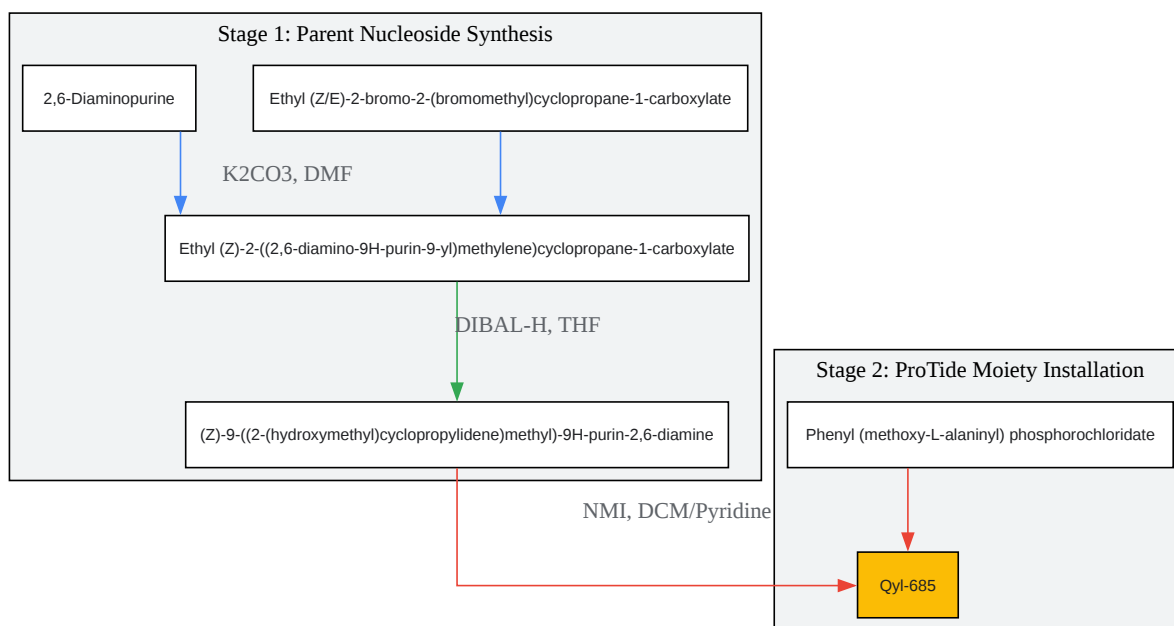 Stage 1: Parent Nucleoside Synthesis
2,6-Diaminopurine
Ethyl (Z/E)-2-bromo-2-(bromomethyl)cyclopropane-1-carboxylate
K2CO3, DMF
Ethyl (Z)-2-((2,6-diamino-9H-purin-9-yl)methylene)cyclopropane-1-carboxylate
DIBAL-H, THF
Stage 2: ProTide Moiety Installation
(Z)-9-((2-(hydroxymethyl)cyclopropylidene)methyl)-9H-purin-2,6-diamine
Phenyl (methoxy-L-alaninyl) phosphorochloridate
NMI, DCM/Pyridine
Qyl-685